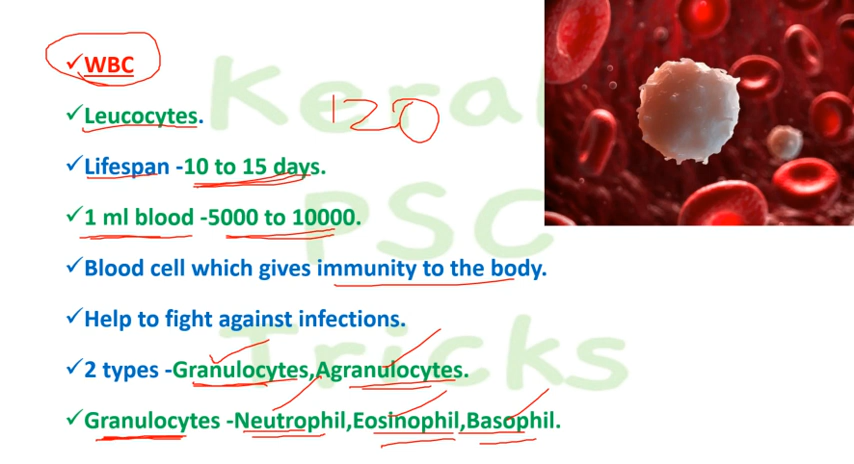 WBC
Leucocytes.
120
Lifespan -10 to 15 days.
1 ml blood -5000 to 10000.
Blood cell which gives immunity to the body.
Help to fight against infections.
2 types -Granulocytes,Agranulocytes.
Granulocytes -Neutrophil,Eosinophil,Basophil.
Kerala
PSC
Tricks